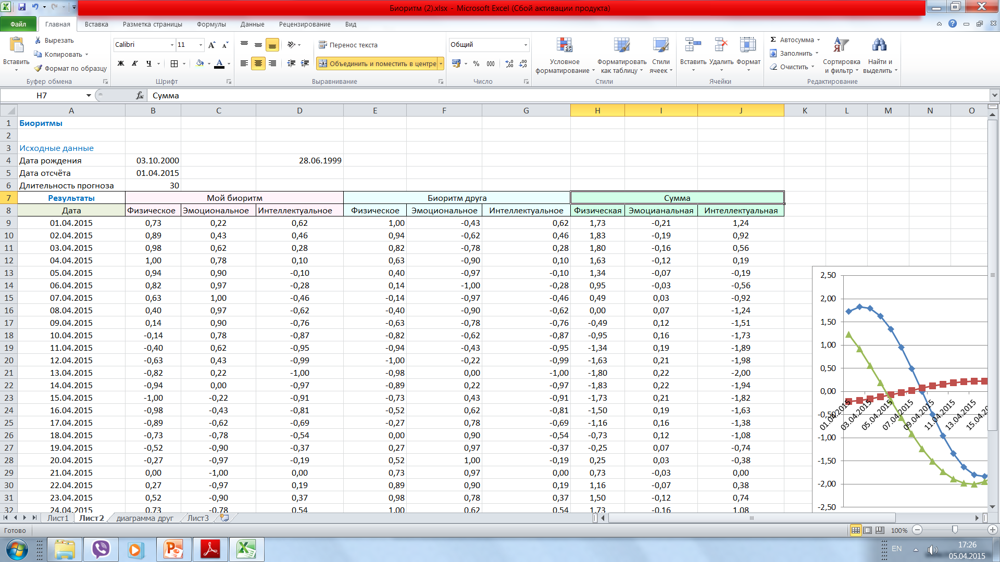 Биоритм (2).xlsx - Microsoft Excel (Сбой активации продукта)
Файл Главная Вставка Разметка страницы Формулы Данные Рецензирование Вид
Вставить
Вырезать
Копировать
Формат по образцу
Буфер обмена
Calibri 11
Ж К Ч А
Шрифт
Перенос текста
Объединить и поместить в центре
Выравнивание
Общий
% 000
Число
Условное форматирование
Форматировать как таблицу
Стили ячеек
Стили
Вставить Удалить Формат
Ячейки
Σ Автосумма
Заполнить
Очистить
Сортировка и фильтр
Найти и выделить
Редактирование
H7 fx Сумма
A B C D E F G H I J K L M N O
1 Биоритмы
2
3 Исходные данные
4 Дата рождения 03.10.2000 28.06.1999
5 Дата отсчёта 01.04.2015
6 Длительность прогноза 30
7 Результаты Мой биоритм Биоритм друга Сумма
8 Дата Физическое Эмоциональное Интеллектуальное Физическое Эмоциональное Интеллектуальное Физическая Эмоцианальная Интеллектуальная
9 01.04.2015 0,73 0,22 0,62 1,00 -0,43 0,62 1,73 -0,21 1,24
10 02.04.2015 0,89 0,43 0,46 0,94 -0,62 0,46 1,83 -0,19 0,92
11 03.04.2015 0,98 0,62 0,28 0,82 -0,78 0,28 1,80 -0,16 0,56
12 04.04.2015 1,00 0,78 0,10 0,63 -0,90 0,10 1,63 -0,12 0,19
13 05.04.2015 0,94 0,90 -0,10 0,40 -0,97 -0,10 1,34 -0,07 -0,19
14 06.04.2015 0,82 0,97 -0,28 0,14 -1,00 -0,28 0,95 -0,03 -0,56
15 07.04.2015 0,63 1,00 -0,46 -0,14 -0,97 -0,46 0,49 0,03 -0,92
16 08.04.2015 0,40 0,97 -0,62 -0,40 -0,90 -0,62 0,00 0,07 -1,24
17 09.04.2015 0,14 0,90 -0,76 -0,63 -0,78 -0,76 -0,49 0,12 -1,51
18 10.04.2015 -0,14 0,78 -0,87 -0,82 -0,62 -0,87 -0,95 0,16 -1,73
19 11.04.2015 -0,40 0,62 -0,95 -0,94 -0,43 -0,95 -1,34 0,19 -1,89
20 12.04.2015 -0,63 0,43 -0,99 -1,00 -0,22 -0,99 -1,63 0,21 -1,98
21 13.04.2015 -0,82 0,22 -1,00 -0,98 0,00 -1,00 -1,80 0,22 -2,00
22 14.04.2015 -0,94 0,00 -0,97 -0,89 0,22 -0,97 -1,83 0,22 -1,94
23 15.04.2015 -1,00 -0,22 -0,91 -0,73 0,43 -0,91 -1,73 0,21 -1,82
24 16.04.2015 -0,98 -0,43 -0,81 -0,52 0,62 -0,81 -1,50 0,19 -1,63
25 17.04.2015 -0,89 -0,62 -0,69 -0,27 0,78 -0,69 -1,16 0,16 -1,38
26 18.04.2015 -0,73 -0,78 -0,54 0,00 0,90 -0,54 -0,73 0,12 -1,08
27 19.04.2015 -0,52 -0,90 -0,37 0,27 0,97 -0,37 -0,25 0,07 -0,74
28 20.04.2015 -0,27 -0,97 -0,19 0,52 1,00 -0,19 0,25 0,03 -0,38
29 21.04.2015 0,00 -1,00 0,00 0,73 0,97 0,00 0,73 -0,03 0,00
30 22.04.2015 0,27 -0,97 0,19 0,89 0,90 0,19 1,16 -0,07 0,38
31 23.04.2015 0,52 -0,90 0,37 0,98 0,78 0,37 1,50 -0,12 0,74
32 24.04.2015 0,73 -0,78 0,54 1,00 0,62 0,54 1,73 -0,16 1,08
2,50
2,00
1,50
1,00
0,50
0,00
-0,50
-1,00
-1,50
-2,00
-2,50
01.04.2015 03.04.2015 05.04.2015 07.04.2015 09.04.2015 11.04.2015 13.04.2015 15.04.20
Лист1 Лист2 диаграмма друг Лист3
Готово 100%
EN 17:26
05.04.2015